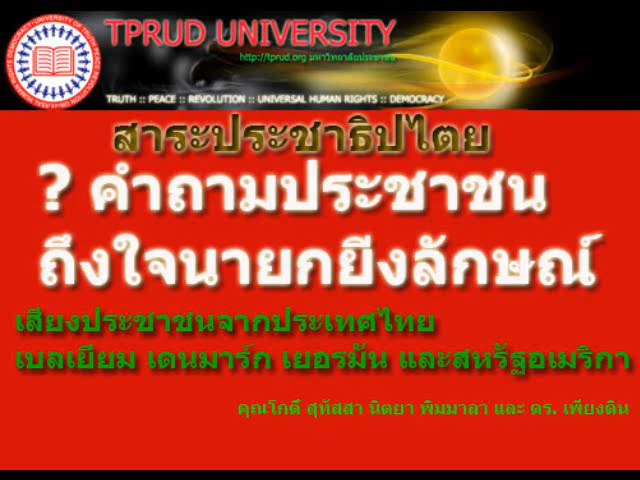 TPRUD UNIVERSITY
http://tprud.org มหาวิทยาลัยประชาชน
TRUTH :: PEACE :: REVOLUTION :: UNIVERSAL HUMAN RIGHTS :: DEMOCRACY
สาระประชาธิปไตย
? คำถามประชาชน
ถึงใจนายกยิ่งลักษณ์
เสียงประชาชนจากประเทศไทย
เบลเยียม เดนมาร์ก เยอรมัน และสหรัฐอเมริกา
คุณโกตี สุทัสสา นิตยา พิมมาลา และ ดร. เพียงดิน